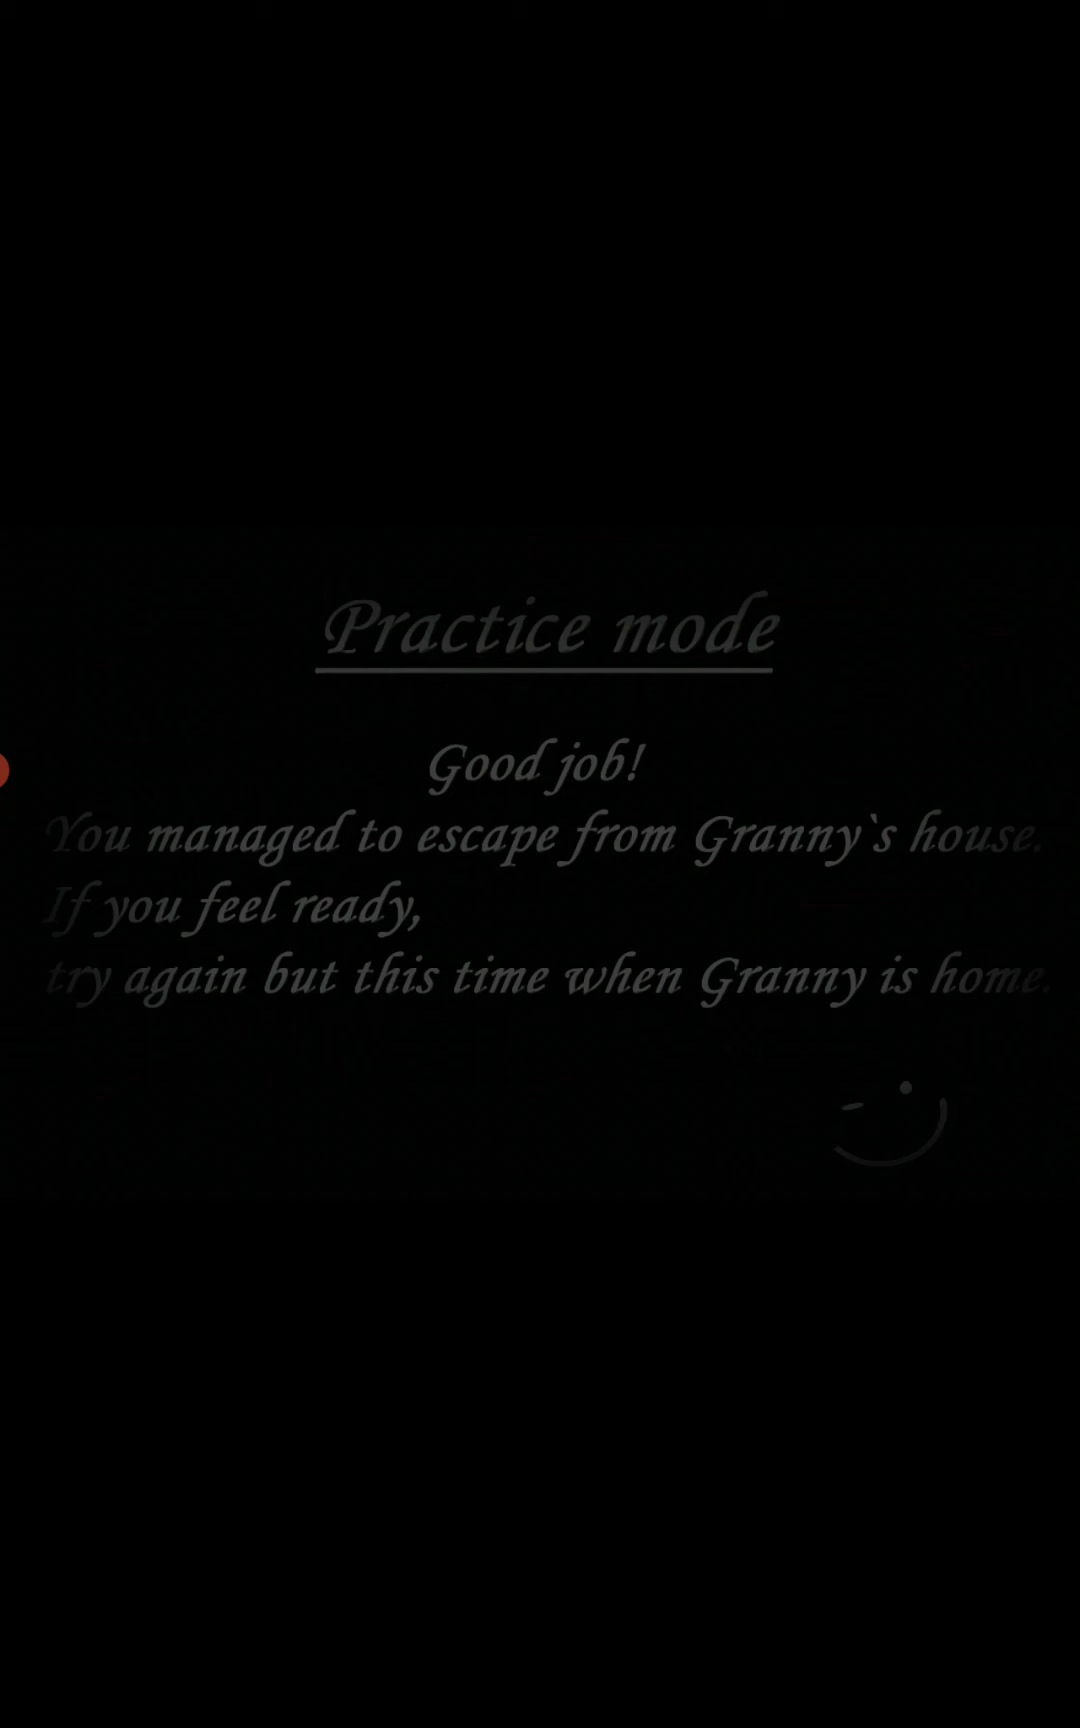 Practice mode
Good job!
You managed to escape from Granny`s house.
If you feel ready,
try again but this time when Granny is home.